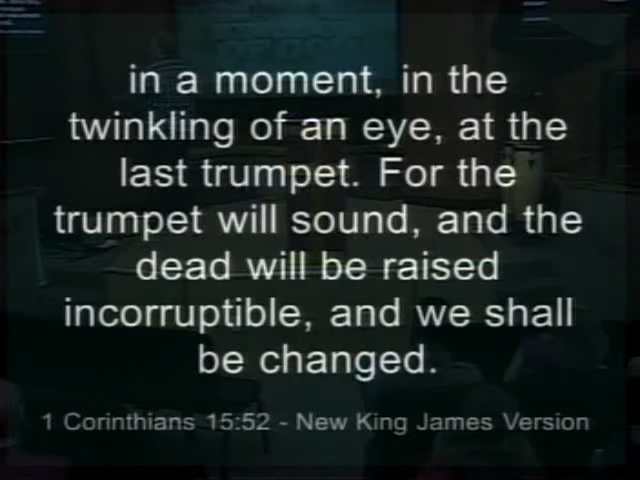 in a moment, in the
twinkling of an eye, at the
last trumpet. For the
trumpet will sound, and the
dead will be raised
incorruptible, and we shall
be changed.
1 Corinthians 15:52 - New King James Version